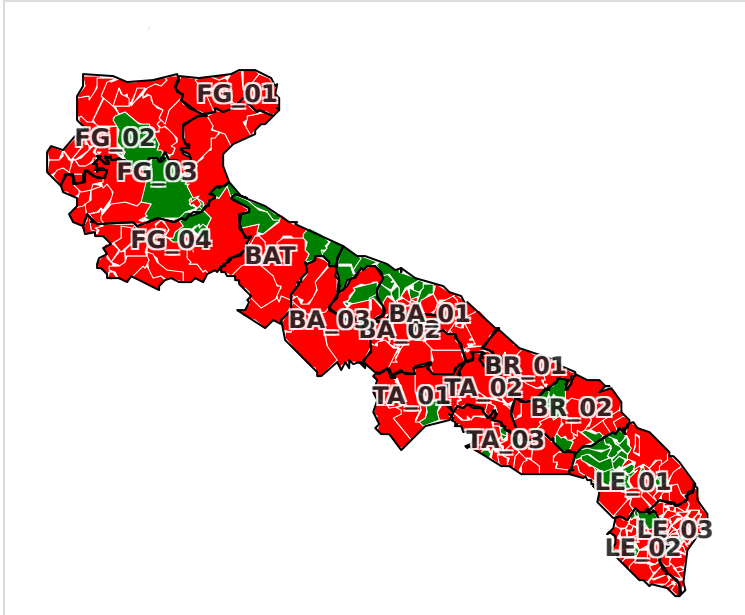 FG_01
FG_02
FG_03
FG_04
BAT
BA_01
BA_03
BA_02
BR_01
TA_02
TA_01
BR_02
TA_03
LE_01
LE_03
LE_02